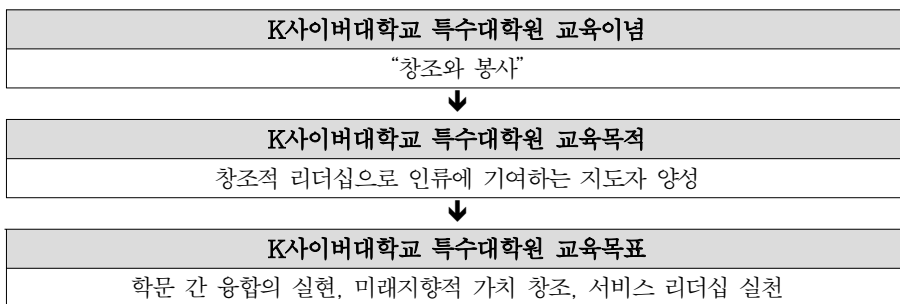 K사이버대학교 특수대학원 교육이념
“창조와 봉사”
K사이버대학교 특수대학원 교육목적
창조적 리더십으로 인류에 기여하는 지도자 양성
K사이버대학교 특수대학원 교육목표
학문 간 융합의 실현, 미래지향적 가치 창조, 서비스 리더십 실천